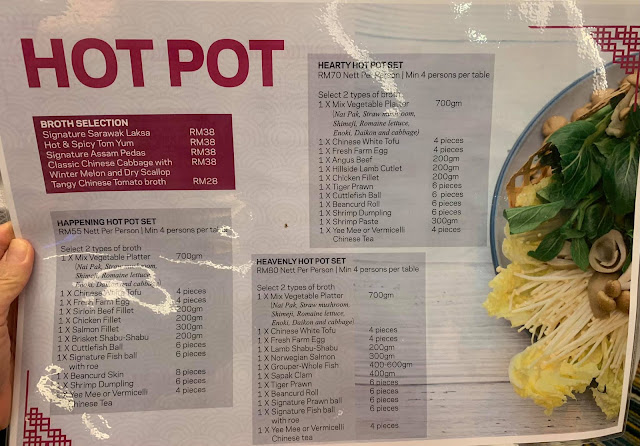 HOT POT
BROTH SELECTION
Signature Sarawak Laksa RM38
Hot & Spicy Tom Yum RM38
Signature Assam Pedas RM38
Classic Chinese Cabbage with RM38
Winter Melon and Dry Scallop
Tangy Chinese Tomato broth RM28
HEARTY HOT POT SET
RM70 Nett Per Person | Min 4 persons per table
Select 2 types of broth
1 X Mix Vegetable Platter 700gm
(Nai Pak, Straw mushroom,
Shimeji, Romaine lettuce,
Enoki, Daikon and cabbage)
1 X Chinese White Tofu 4 pieces
1 X Fresh Farm Egg 4 pieces
1 X Angus Beef 200gm
1 X Hillside Lamb Cutlet 200gm
1 X Chicken Fillet 200gm
1 X Tiger Prawn 6 pieces
1 X Cuttlefish Ball 6 pieces
1 X Beancurd Roll 6 pieces
1 X Shrimp Dumpling 6 pieces
1 X Shrimp Paste 300gm
1 X Yee Mee or Vermicelli 4 pieces
Chinese Tea
HAPPENING HOT POT SET
RM55 Nett Per Person | Min 4 persons per table
Select 2 types of broth
1 X Mix Vegetable Platter 700gm
(Nai Pak, Straw mushroom,
Shimeji, Romaine lettuce,
Enoki, Daikon and cabbage)
1 X Chinese White Tofu 4 pieces
1 X Fresh Farm Egg 4 pieces
1 X Sirloin Beef Fillet 200gm
1 X Chicken Fillet 200gm
1 X Salmon Fillet 300gm
1 X Brisket Shabu-Shabu 200gm
1 X Cuttlefish Ball 6 pieces
1X Signature Fish ball 6 pieces
with roe
1 X Beancurd Skin 8 pieces
1 X Shrimp Dumpling 6 pieces
1 X Yee Mee or Vermicelli 4 pieces
Chinese Tea
HEAVENLY HOT POT SET
RM80 Nett Per Person | Min 4 persons per table
Select 2 types of broth
1 X Mix Vegetable Platter 700gm
(Nai Pak, Straw mushroom,
Shimeji, Romaine lettuce,
Enoki, Daikon and cabbage)
1 X Chinese White Tofu 4 pieces
1 X Fresh Farm Egg 4 pieces
1 X Lamb Shabu-Shabu 200gm
1 X Norwegian Salmon 300gm
1 X Grouper-Whole Fish 400-600gm
1 X Sapak Clam 400gm
1 X Tiger Prawn 6 pieces
1 X Beancurd Roll 6 pieces
1 X Signature Prawn ball 6 pieces
1 X Signature Fish ball 6 pieces
with roe
1 X Yee Mee or Vermicelli 4 pieces
Chinese tea